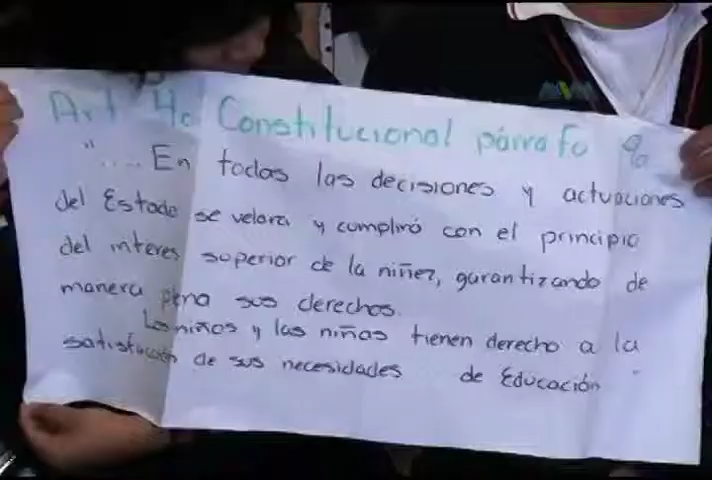 Art 4o Constitucional párrafo 9o
"....En todas las decisiones y actuaciones
del Estado se velara y cumpliró con el principio
del interes superior de la niñez, garantizando de
manera plena sus derechos.
Los niños y las niñas tienen derecho a la
satisfacción de sus necesidades de Educación"